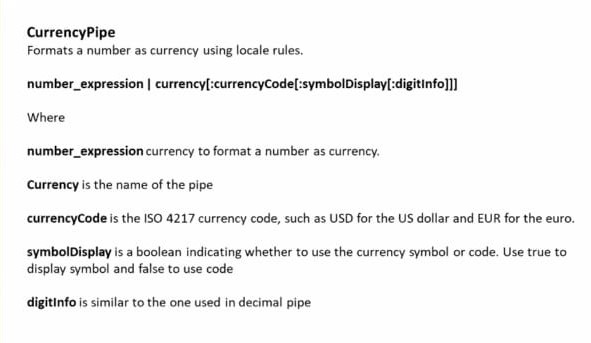 CurrencyPipe
Formats a number as currency using locale rules.
number_expression | currency[:currencyCode[:symbolDisplay[:digitInfo]]]
Where
number_expression currency to format a number as currency.
Currency is the name of the pipe
currencyCode is the ISO 4217 currency code, such as USD for the US dollar and EUR for the euro.
symbolDisplay is a boolean indicating whether to use the currency symbol or code. Use true to
display symbol and false to use code
digitInfo is similar to the one used in decimal pipe